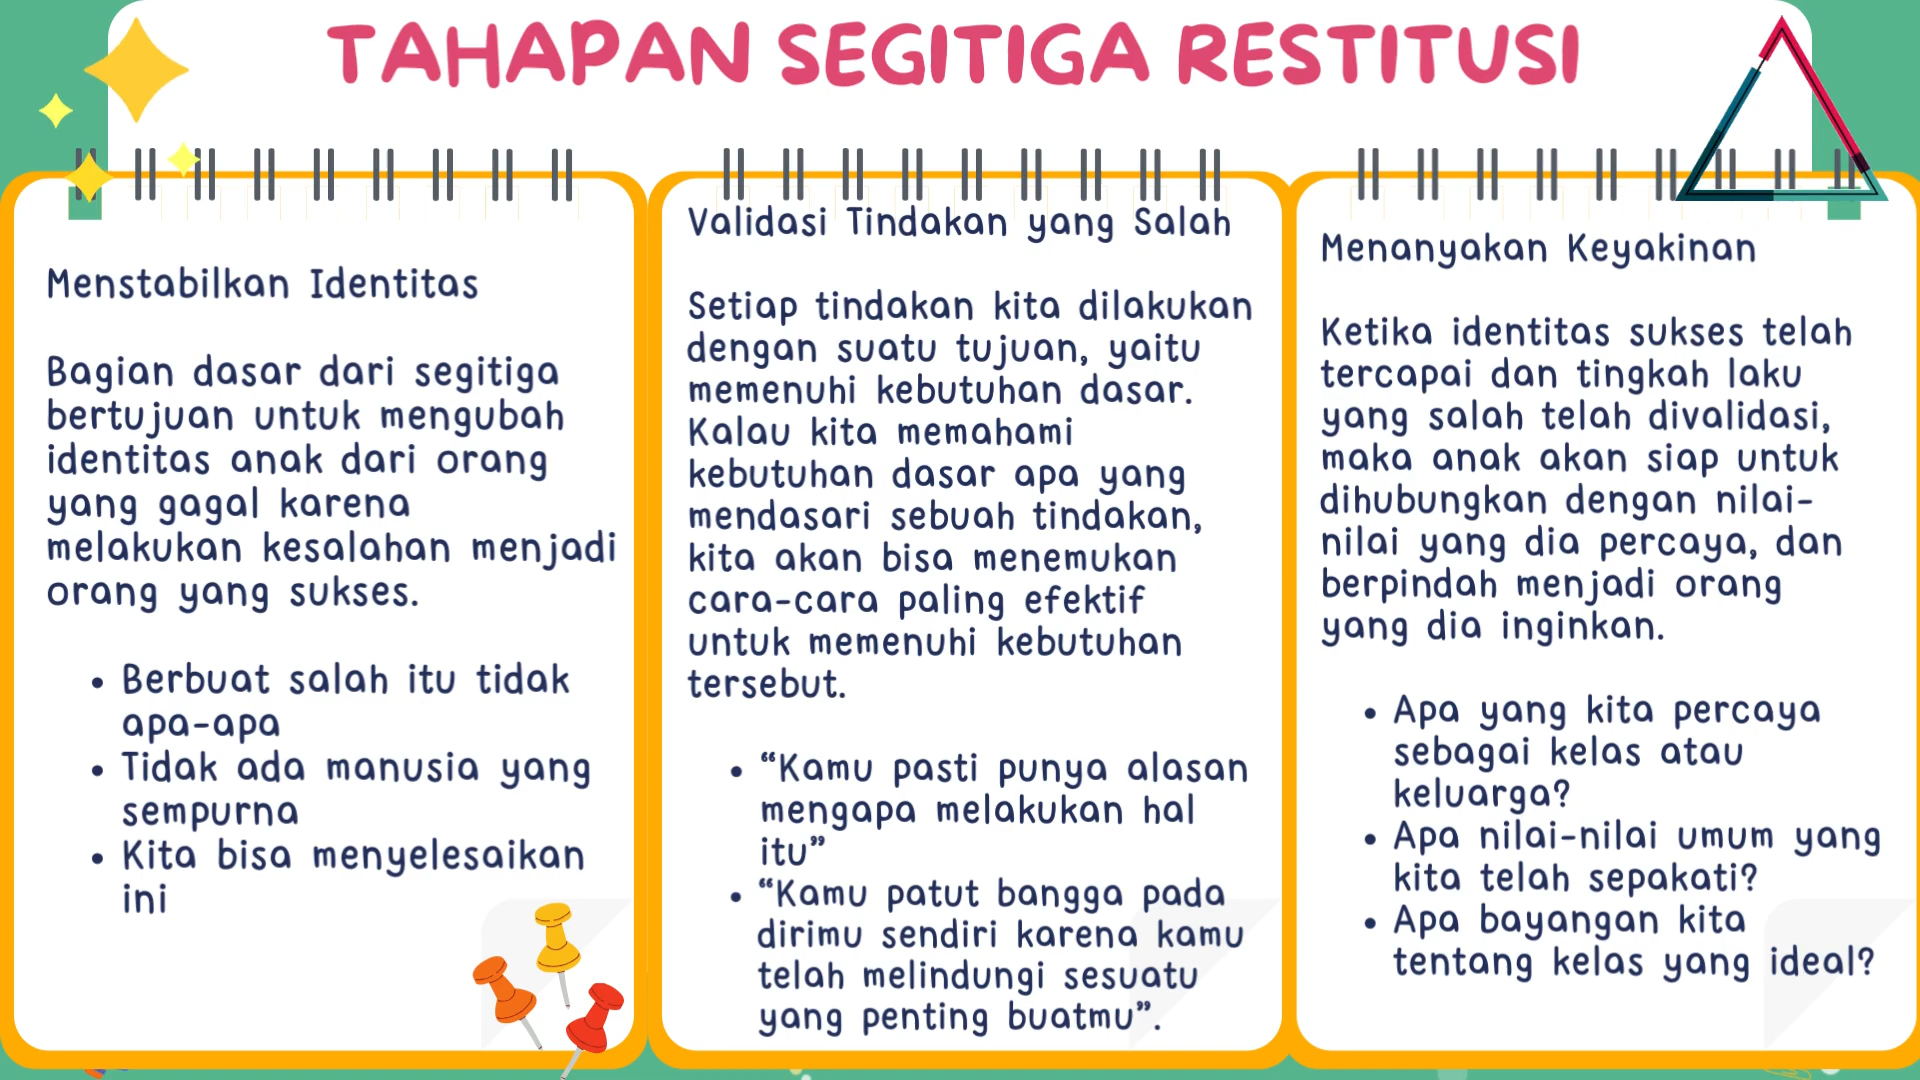 TAHAPAN SEGITIGA RESTITUSI
Menstabilkan Identitas
Bagian dasar dari segitiga
bertujuan untuk mengubah
identitas anak dari orang
yang gagal karena
melakukan kesalahan menjadi
orang yang sukses.
• Berbuat salah itu tidak
apa-apa
• Tidak ada manusia yang
sempurna
• Kita bisa menyelesaikan
ini
Validasi Tindakan yang Salah
Setiap tindakan kita dilakukan
dengan suatu tujuan, yaitu
memenuhi kebutuhan dasar.
Kalau kita memahami
kebutuhan dasar apa yang
mendasari sebuah tindakan,
kita akan bisa menemukan
cara-cara paling efektif
untuk memenuhi kebutuhan
tersebut.
• “Kamu pasti punya alasan
mengapa melakukan hal
itu”
• “Kamu patut bangga pada
dirimu sendiri karena kamu
telah melindungi sesuatu
yang penting buatmu”.
Menanyakan Keyakinan
Ketika identitas sukses telah
tercapai dan tingkah laku
yang salah telah divalidasi,
maka anak akan siap untuk
dihubungkan dengan nilai-
nilai yang dia percaya, dan
berpindah menjadi orang
yang dia inginkan.
• Apa yang kita percaya
sebagai kelas atau
keluarga?
• Apa nilai-nilai umum yang
kita telah sepakati?
• Apa bayangan kita
tentang kelas yang ideal?